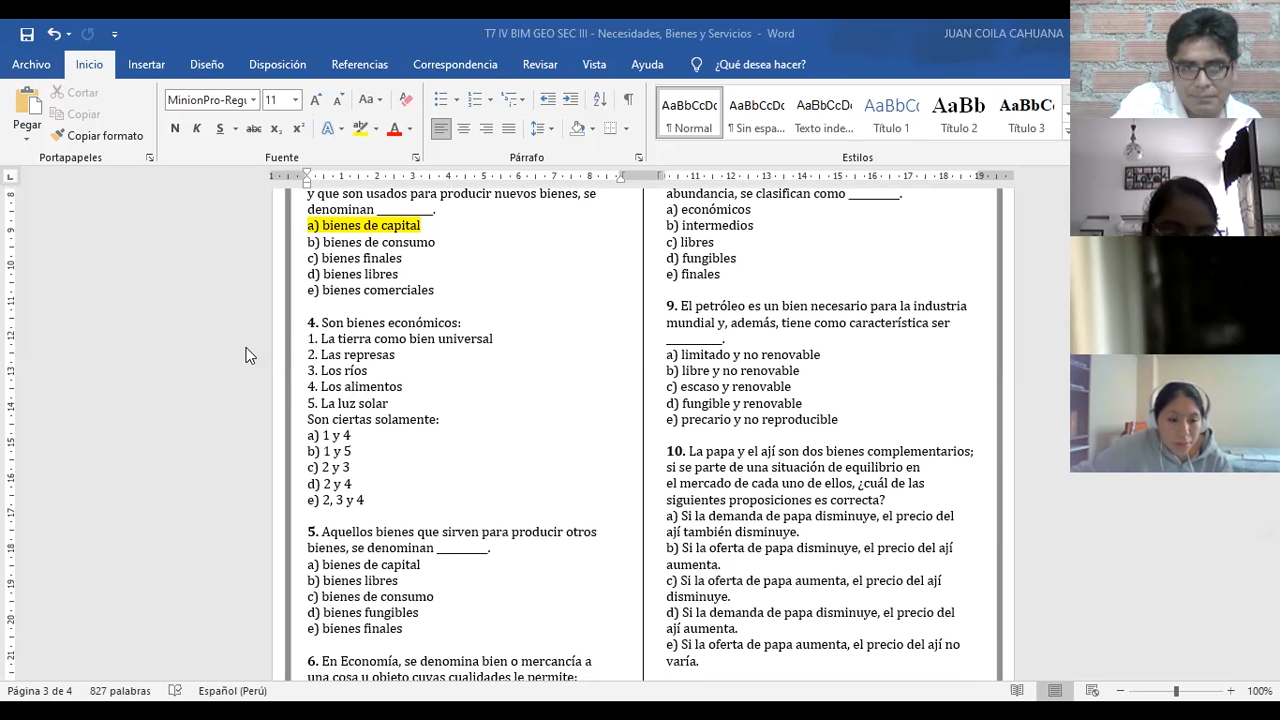 T7 IV BIM GEO SEC III - Necesidades, Bienes y Servicios - Word
JUAN COILA CAHUANA
Archivo
Inicio
Insertar
Diseño
Disposición
Referencias
Correspondencia
Revisar
Vista
Ayuda
¿Qué desea hacer?
Pegar
Cortar
Copiar
Copiar formato
Portapapeles
MinionPro-Regu
11
Aa
N K S abc x₂ x²
Fuente
Párrafo
AaBbCcDc
¶ Normal
AaBbCcDc
¶ Sin espa...
AaBbCcDc
Texto inde...
AaBbCc
Título 1
AaBb
Título 2
AaBbCc
Título 3
Estilos
y que son usados para producir nuevos bienes, se
denominan _________.
a) bienes de capital
b) bienes de consumo
c) bienes finales
d) bienes libres
e) bienes comerciales
4. Son bienes económicos:
1. La tierra como bien universal
2. Las represas
3. Los ríos
4. Los alimentos
5. La luz solar
Son ciertas solamente:
a) 1 y 4
b) 1 y 5
c) 2 y 3
d) 2 y 4
e) 2, 3 y 4
5. Aquellos bienes que sirven para producir otros
bienes, se denominan ________.
a) bienes de capital
b) bienes libres
c) bienes de consumo
d) bienes fungibles
e) bienes finales
6. En Economía, se denomina bien o mercancía a
una cosa u objeto cuyas cualidades le permite:
abundancia, se clasifican como ________.
a) económicos
b) intermedios
c) libres
d) fungibles
e) finales
9. El petróleo es un bien necesario para la industria
mundial y, además, tiene como característica ser
_________.
a) limitado y no renovable
b) libre y no renovable
c) escaso y renovable
d) fungible y renovable
e) precario y no reproducible
10. La papa y el ají son dos bienes complementarios;
si se parte de una situación de equilibrio en
el mercado de cada uno de ellos, ¿cuál de las
siguientes proposiciones es correcta?
a) Si la demanda de papa disminuye, el precio del
ají también disminuye.
b) Si la oferta de papa disminuye, el precio del ají
aumenta.
c) Si la oferta de papa aumenta, el precio del ají
disminuye.
d) Si la demanda de papa disminuye, el precio del
ají aumenta.
e) Si la oferta de papa aumenta, el precio del ají no
varía.
Página 3 de 4
827 palabras
Español (Perú)
100%